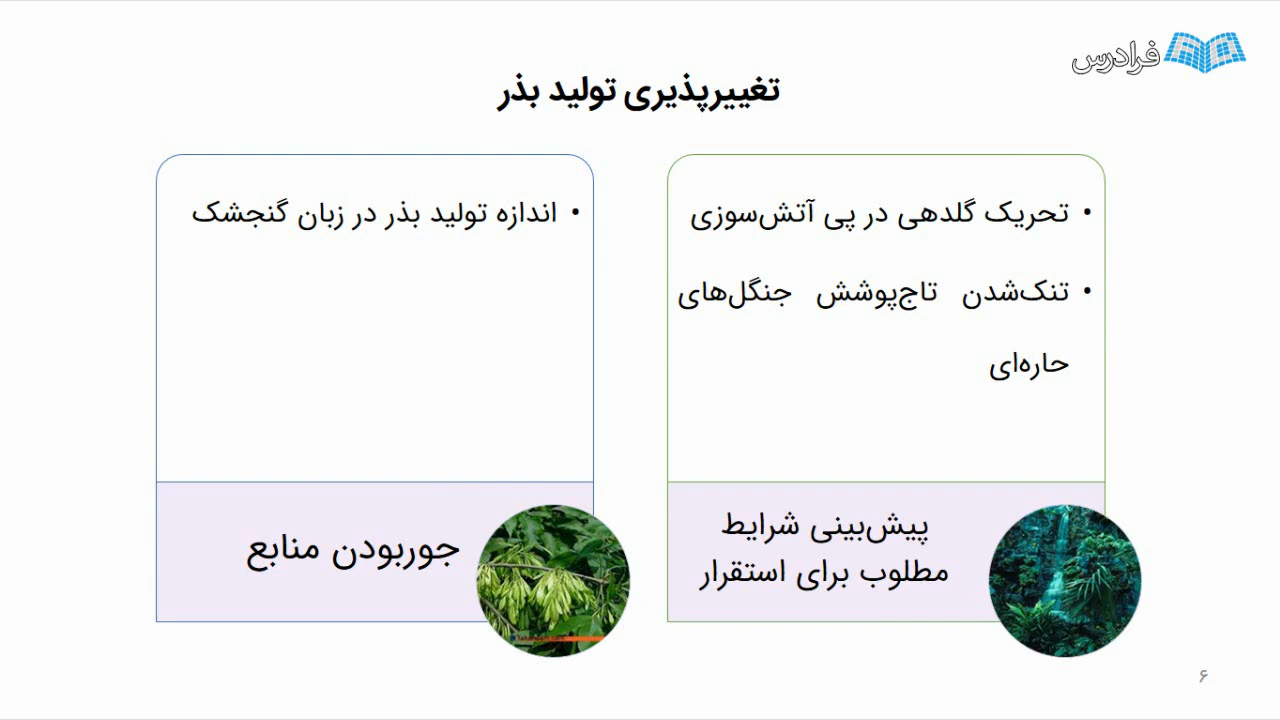 فرادرس
تغییرپذیری تولید بذر
• تحریک گلدهی در پی آتش‌سوزی
• تنک‌شدن تاج‌پوشش جنگل‌های
حاره‌ای
پیش‌بینی شرایط
مطلوب برای استقرار
• اندازه تولید بذر در زبان گنجشک
جوربودن منابع
۶